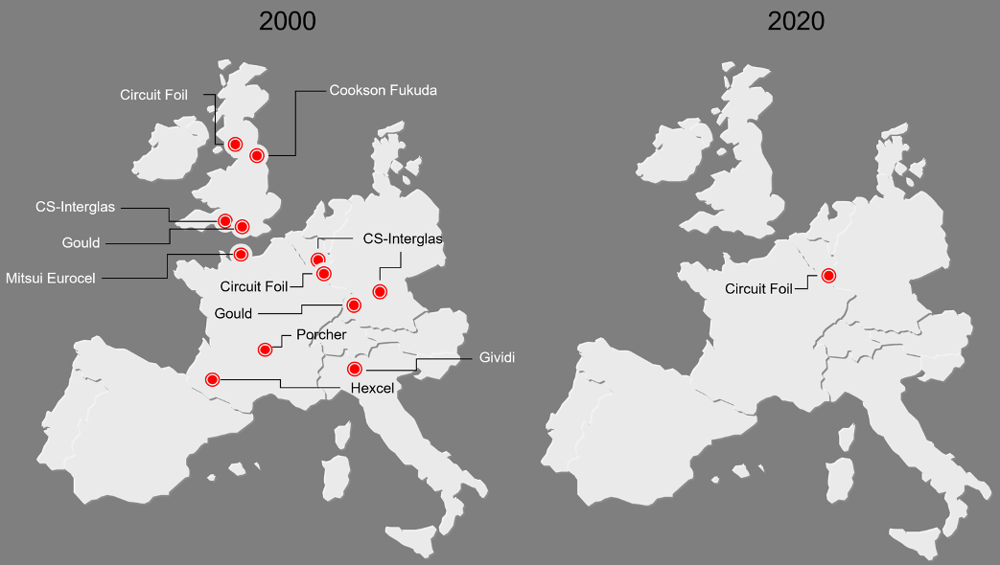 2000
2020
Circuit Foil
Cookson Fukuda
CS-Interglas
Gould
Mitsui Eurocel
CS-Interglas
Circuit Foil
Gould
Porcher
Gividi
Hexcel
Circuit Foil